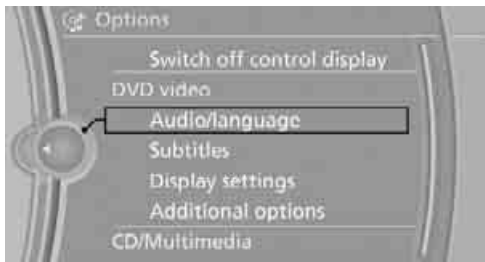 Options
Switch off control display
DVD video
Audio/language
Subtitles
Display settings
Additional options
CD/Multimedia